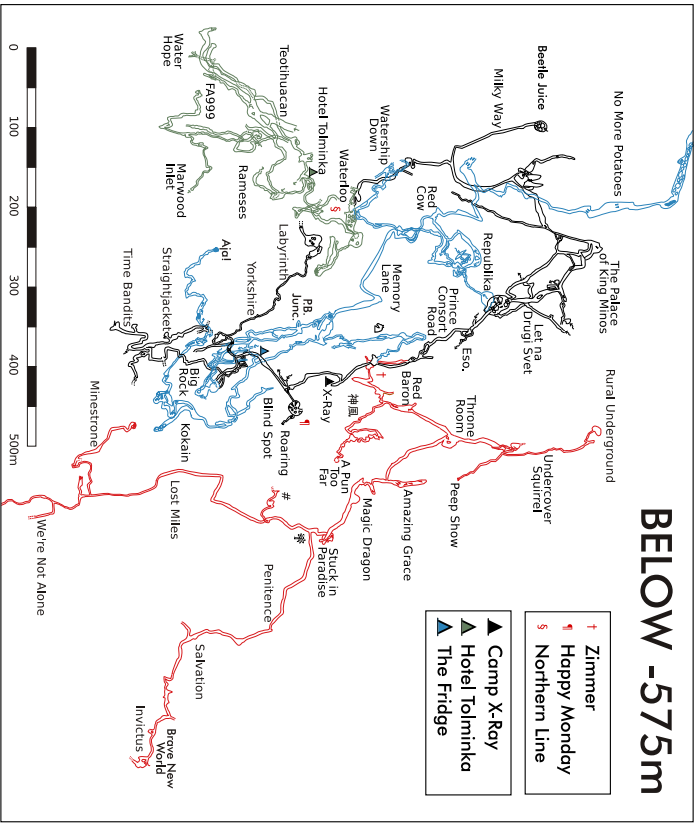 BELOW -575m
† Zimmer
¶ Happy Monday
§ Northern Line
Camp X-Ray
Hotel Tolminka
The Fridge
Rural Underground
Undercover
Squirrel
Throne
Room
Peep Show
Amazing Grace
Magic Dragon
Stuck in
Paradise
Penitence
Salvation
Brave New
World
Invictus
No More Potatoes
The Palace
of King Minos
Let na
Drugi Svet
Eso.
Beetle Juice
Milky Way
Republika
Prince
Consort
Road
Red
Cow
Watership
Down
Memory
Lane
Red
Baron
†
神風
A Pun
Too
Far
X-Ray
¶
Roaring
#
Blind Spot
P.B.
Junc.
Waterloo
§
Hotel Tolminka
Teotihuacan
Labyrinth
Rameses
Yorkshire
Aja!
Straightjacket
Time Bandits
Big
Rock
Kokain
Minestrone
Lost Miles
We're Not Alone
Water
Hope
FA999
Marwood
Inlet
0 100 200 300 400 500m